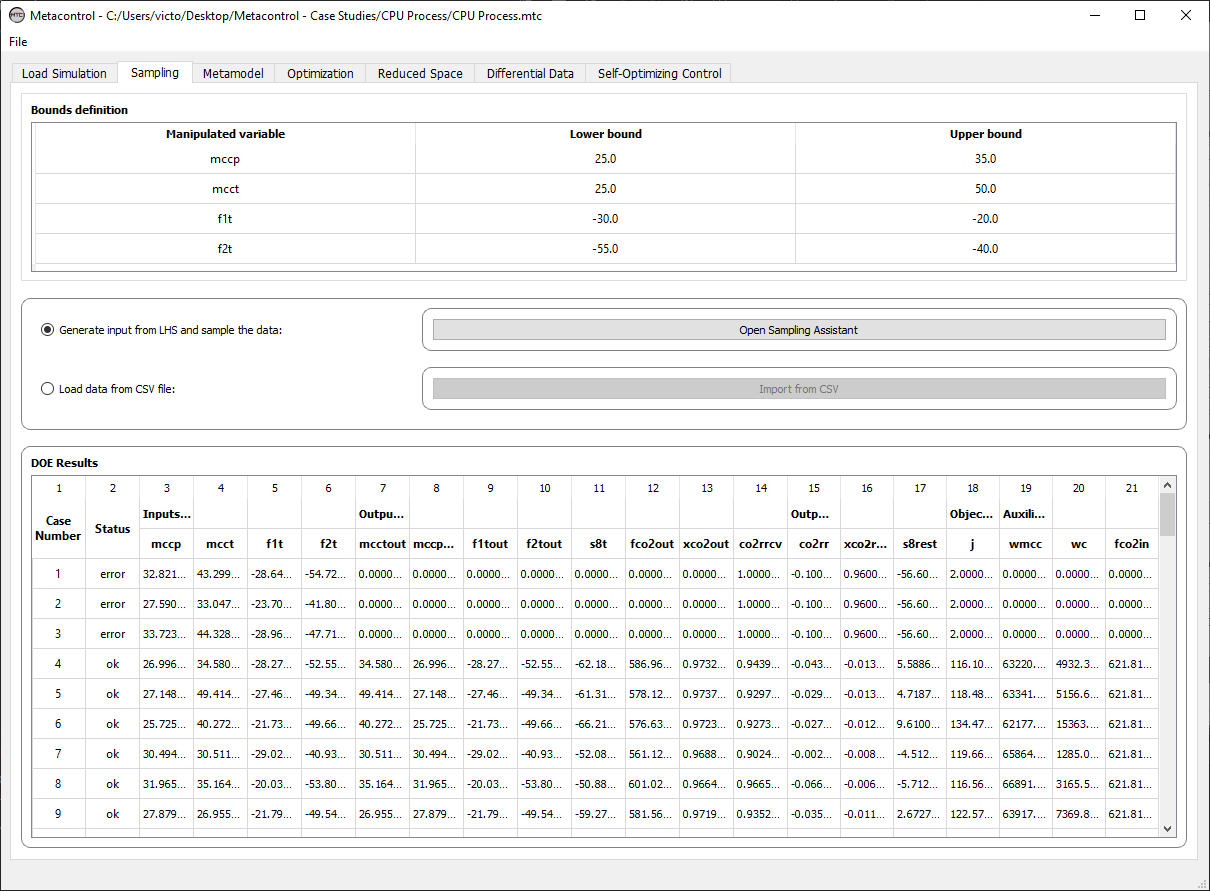 Metacontrol - C:/Users/victo/Desktop/Metacontrol - Case Studies/CPU Process/CPU Process.mtc
File
Load Simulation Sampling Metamodel Optimization Reduced Space Differential Data Self-Optimizing Control
Bounds definition
Manipulated variable Lower bound Upper bound
mccp 25.0 35.0
mcct 25.0 50.0
f1t -30.0 -20.0
f2t -55.0 -40.0
Generate input from LHS and sample the data: Open Sampling Assistant
Load data from CSV file: Import from CSV
DOE Results
1 2 3 4 5 6 7 8 9 10 11 12 13 14 15 16 17 18 19 20 21
Case Number Status Inputs... Outpu... Outp... Objec... Auxili...
mccp mcct f1t f2t mcctout mccp... f1tout f2tout s8t fco2out xco2out co2rrcv co2rr xco2r... s8rest j wmcc wc fco2in
1 error 32.821... 43.299... -28.64... -54.72... 0.0000... 0.0000... 0.0000... 0.0000... 0.0000... 0.0000... 0.0000... 1.0000... -0.100... 0.9600... -56.60... 2.0000... 0.0000... 0.0000... 0.0000...
2 error 27.590... 33.047... -23.70... -41.80... 0.0000... 0.0000... 0.0000... 0.0000... 0.0000... 0.0000... 0.0000... 1.0000... -0.100... 0.9600... -56.60... 2.0000... 0.0000... 0.0000... 0.0000...
3 error 33.723... 44.328... -28.96... -47.71... 0.0000... 0.0000... 0.0000... 0.0000... 0.0000... 0.0000... 0.0000... 1.0000... -0.100... 0.9600... -56.60... 2.0000... 0.0000... 0.0000... 0.0000...
4 ok 26.996... 34.580... -28.27... -52.55... 34.580... 26.996... -28.27... -52.55... -62.18... 586.96... 0.9732... 0.9439... -0.043... -0.013... 5.5886... 116.10... 63220.... 4932.3... 621.81...
5 ok 27.148... 49.414... -27.46... -49.34... 49.414... 27.148... -27.46... -49.34... -61.31... 578.12... 0.9737... 0.9297... -0.029... -0.013... 4.7187... 118.48... 63341.... 5156.6... 621.81...
6 ok 25.725... 40.272... -21.73... -49.66... 40.272... 25.725... -21.73... -49.66... -66.21... 576.63... 0.9723... 0.9273... -0.027... -0.012... 9.6100... 134.47... 62177.... 15363.... 621.81...
7 ok 30.494... 30.511... -29.02... -40.93... 30.511... 30.494... -29.02... -40.93... -52.08... 561.12... 0.9688... 0.9024... -0.002... -0.008... -4.512... 119.66... 65864.... 1285.0... 621.81...
8 ok 31.965... 35.164... -20.03... -53.80... 35.164... 31.965... -20.03... -53.80... -50.88... 601.02... 0.9664... 0.9665... -0.066... -0.006... -5.712... 116.56... 66891.... 3165.5... 621.81...
9 ok 27.879... 26.955... -21.79... -49.54... 26.955... 27.879... -21.79... -49.54... -59.27... 581.56... 0.9719... 0.9352... -0.035... -0.011... 2.6727... 122.57... 63917.... 7369.8... 621.81...